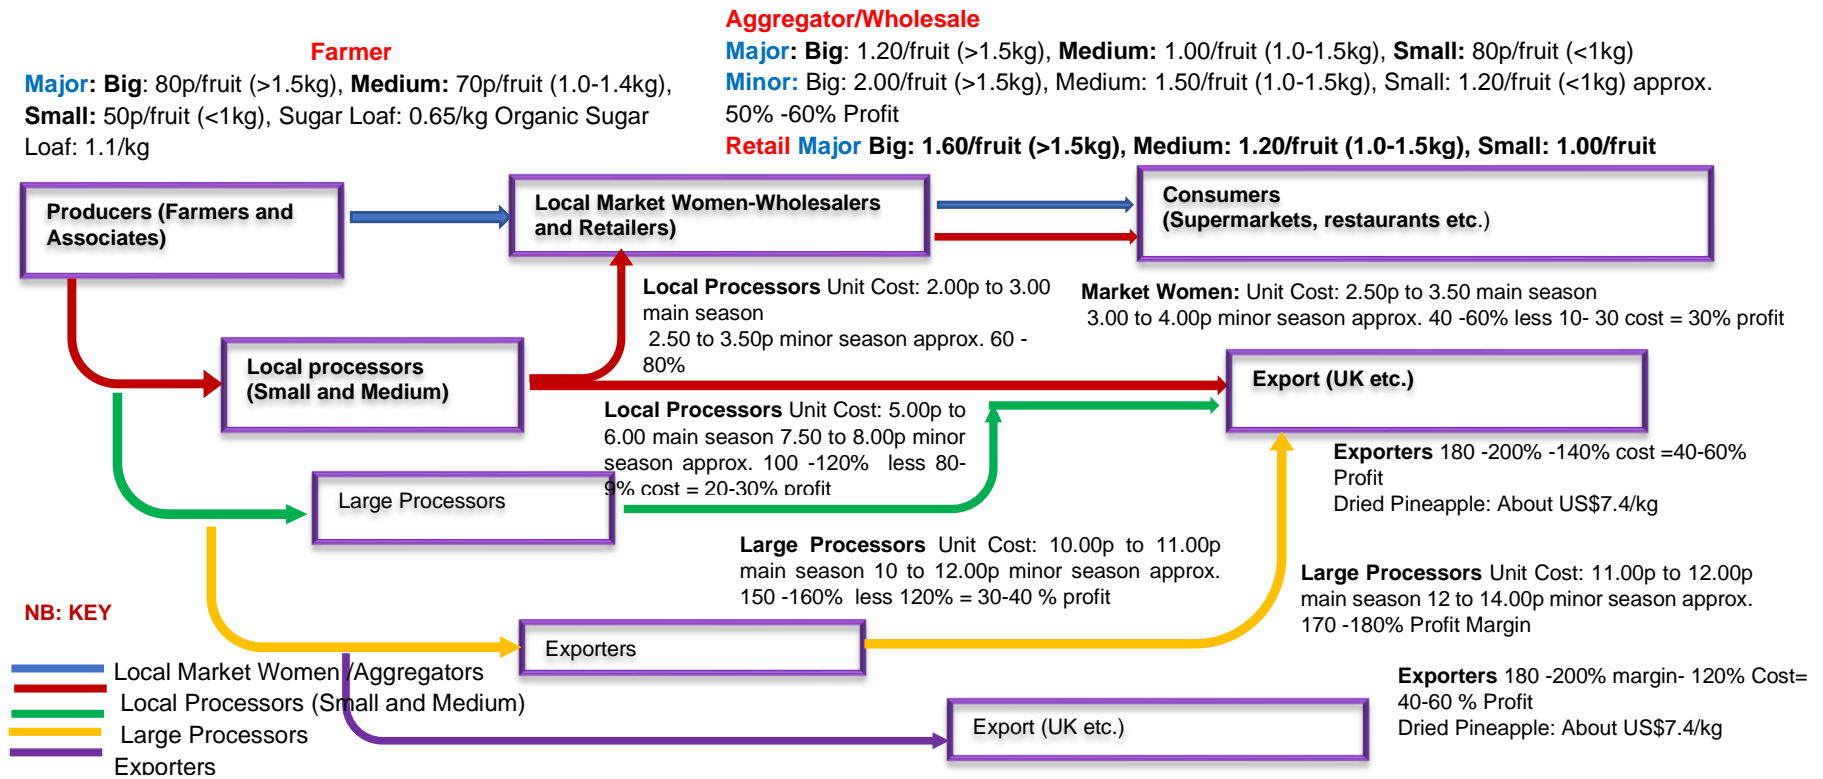 Farmer
Major: Big: 80p/fruit (>1.5kg), Medium: 70p/fruit (1.0-1.4kg),
Small: 50p/fruit (<1kg), Sugar Loaf: 0.65/kg Organic Sugar
Loaf: 1.1/kg
Aggregator/Wholesale
Major: Big: 1.20/fruit (>1.5kg), Medium: 1.00/fruit (1.0-1.5kg), Small: 80p/fruit (<1kg)
Minor: Big: 2.00/fruit (>1.5kg), Medium: 1.50/fruit (1.0-1.5kg), Small: 1.20/fruit (<1kg) approx.
50% -60% Profit
Retail Major Big: 1.60/fruit (>1.5kg), Medium: 1.20/fruit (1.0-1.5kg), Small: 1.00/fruit
Producers (Farmers and
Associates)
Local Market Women-Wholesalers
and Retailers)
Consumers
(Supermarkets, restaurants etc.)
Local Processors Unit Cost: 2.00p to 3.00
main season
2.50 to 3.50p minor season approx. 60 -
80%
Market Women: Unit Cost: 2.50p to 3.50 main season
3.00 to 4.00p minor season approx. 40 -60% less 10- 30 cost = 30% profit
Local processors
(Small and Medium)
Export (UK etc.)
Local Processors Unit Cost: 5.00p to
6.00 main season 7.50 to 8.00p minor
season approx. 100 -120% less 80-
9% cost = 20-30% profit
Exporters 180 -200% -140% cost =40-60%
Profit
Dried Pineapple: About US$7.4/kg
Large Processors
Large Processors Unit Cost: 10.00p to 11.00p
main season 10 to 12.00p minor season approx.
150 -160% less 120% = 30-40 % profit
Large Processors Unit Cost: 11.00p to 12.00p
main season 12 to 14.00p minor season approx.
170 -180% Profit Margin
Exporters
Exporters 180 -200% margin- 120% Cost=
40-60 % Profit
Dried Pineapple: About US$7.4/kg
Export (UK etc.)
NB: KEY
Local Market Women /Aggregators
Local Processors (Small and Medium)
Large Processors
Exporters